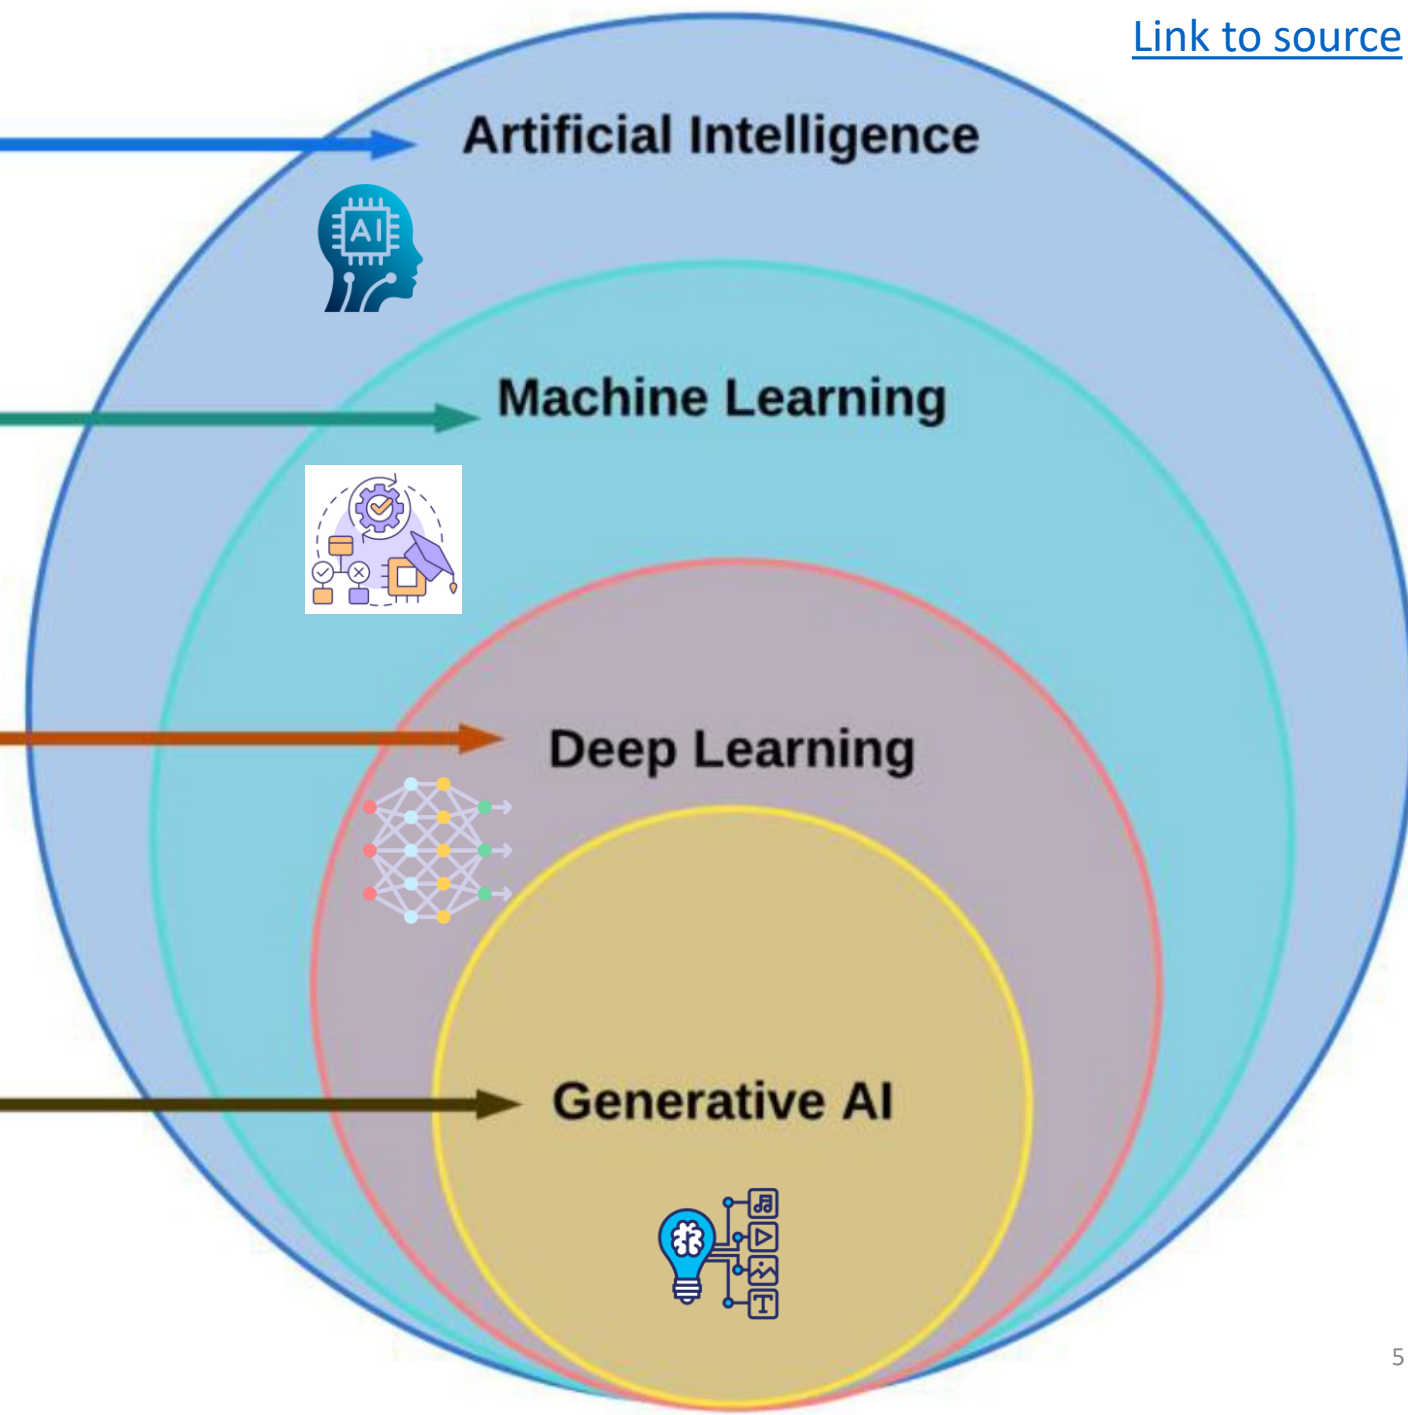 Link to source
Artificial Intelligence
AI
Machine Learning
Deep Learning
Generative AI
T
5